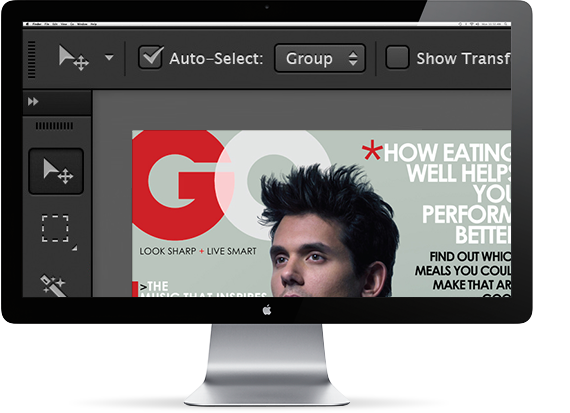 Auto-Select:
Group
Show Transf
GQ
*HOW EATING
WELL HELPS
YOU
PERFORM
BETTER
LOOK SHARP + LIVE SMART
FIND OUT WHICH
MEALS YOU COUL
MAKE THAT AR
>THE
MUSIC THAT INSPIRES